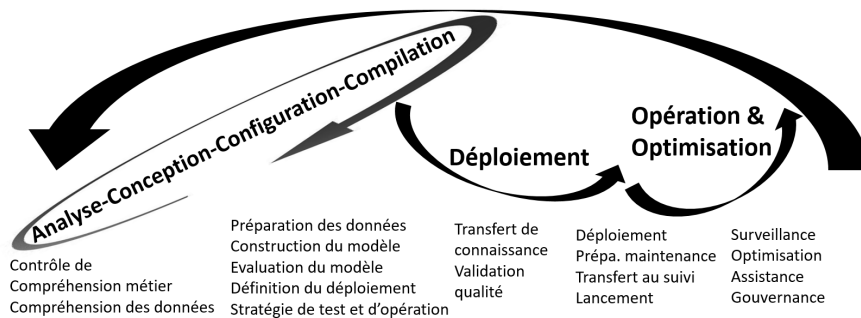 Analyse-Conception-Configuration-Compilation
Déploiement
Opération &
Optimisation
Contrôle de
Compréhension métier
Compréhension des données
Préparation des données
Construction du modèle
Evaluation du modèle
Définition du déploiement
Stratégie de test et d'opération
Transfert de
connaissance
Validation
qualité
Déploiement
Prépa. maintenance
Transfert au suivi
Lancement
Surveillance
Optimisation
Assistance
Gouvernance